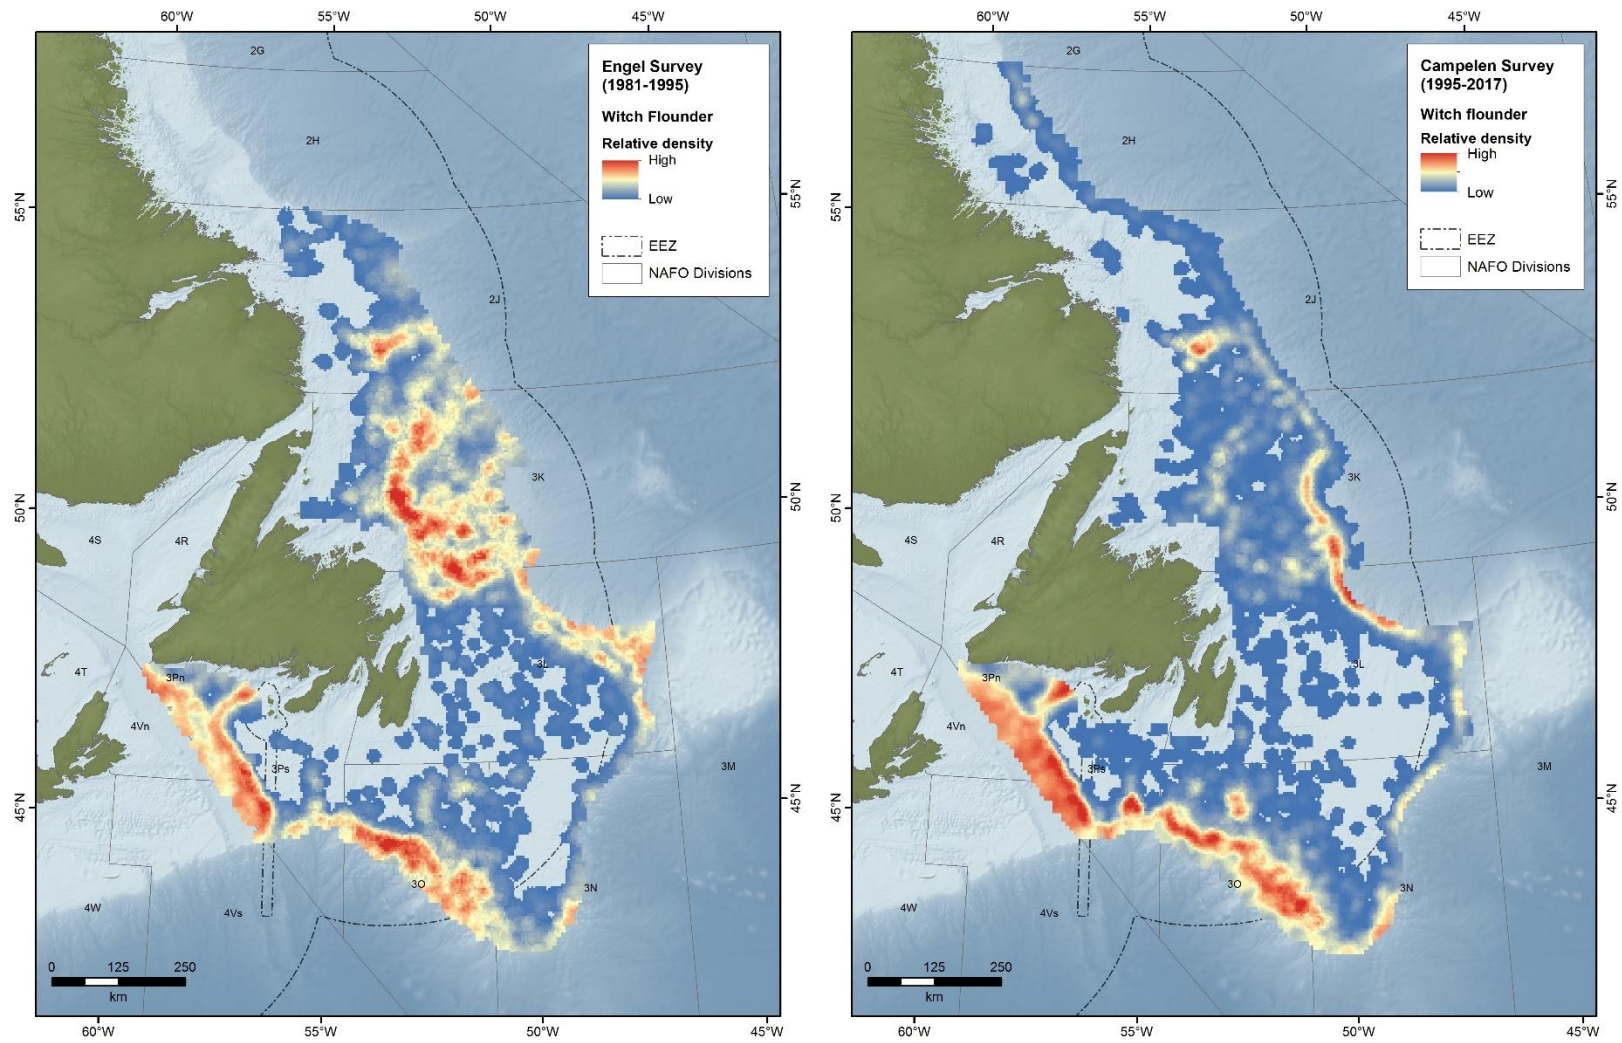 60°W 55°W 50°W 45°W
55°N
50°N
45°N
2G
2H
2J
3K
4S
4R
3L
4T
3Pn
4Vn
3Ps
3M
3O
3N
4W
4Vs
Engel Survey
(1981-1995)
Witch Flounder
Relative density
High
Low
EEZ
NAFO Divisions
0 125 250
km
60°W 55°W 50°W 45°W
60°W 55°W 50°W 45°W
55°N
50°N
45°N
55°N
50°N
45°N
2G
2H
2J
3K
4S
4R
3L
4T
3Pn
4Vn
3Ps
3M
3O
3N
4W
4Vs
Campelen Survey
(1995-2017)
Witch flounder
Relative density
High
Low
EEZ
NAFO Divisions
0 125 250
km
60°W 55°W 50°W 45°W
55°N
50°N
45°N